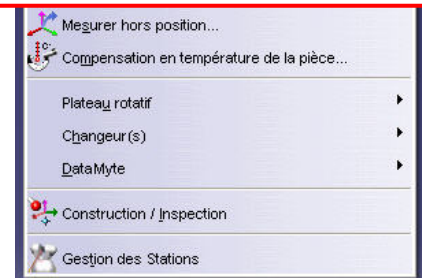 Mesurer hors position...
Compensation en température de la pièce...
Plateau rotatif
Changeur(s)
DataMyte
Construction / Inspection
Gestion des Stations